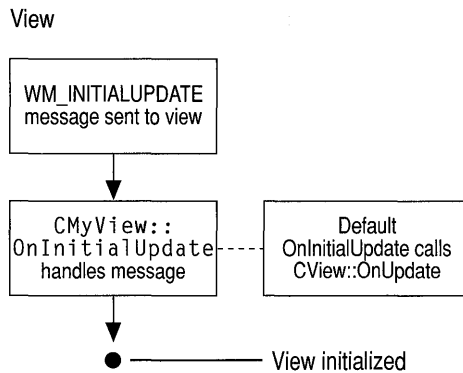 View
WM_INITIALUPDATE
message sent to view
CMyView::
OnInitialUpdate
handles message
Default
OnInitialUpdate calls
CView::OnUpdate
View initialized